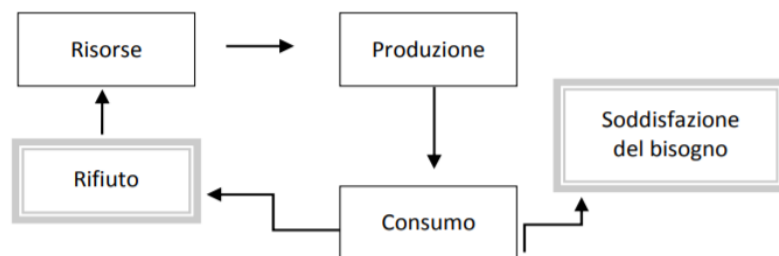 Risorse
Produzione
Soddisfazione
del bisogno
Rifiuto
Consumo